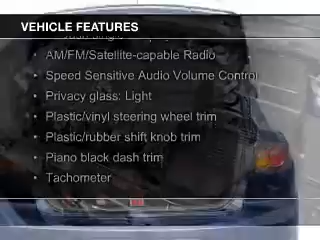 VEHICLE FEATURES
• AM/FM/Satellite-capable Radio
• Speed Sensitive Audio Volume Control
• Privacy glass: Light
• Plastic/vinyl steering wheel trim
• Plastic/rubber shift knob trim
• Piano black dash trim
• Tachometer